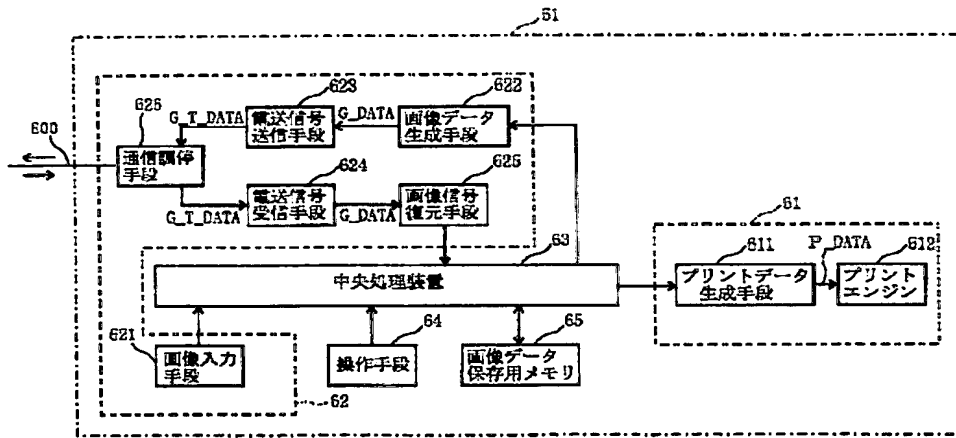 51
623
622
625
G_T_DATA
電送信号
送信手段
G_DATA
画像データ
生成手段
600
通信調停
手段
624
626
G_T_DATA
電送信号
受信手段
G_DATA
画像信号
復元手段
61
63
611
P_DATA
612
中央処理装置
プリントデータ
生成手段
プリント
エンジン
621
画像入力
手段
64
操作手段
65
画像データ
保存用メモリ
62